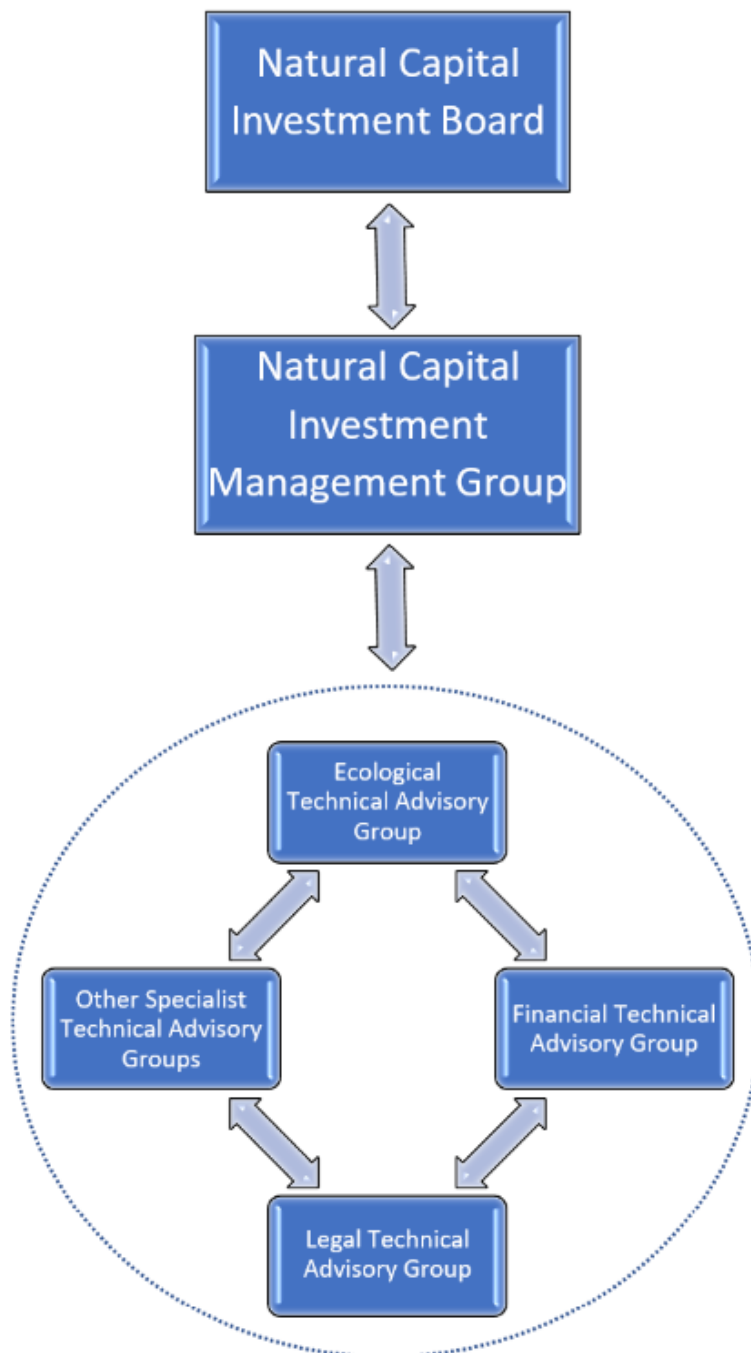 Natural Capital
Investment Board
Natural Capital
Investment
Management Group
Ecological
Technical Advisory
Group
Other Specialist
Technical Advisory
Groups
Financial Technical
Advisory Group
Legal Technical
Advisory Group